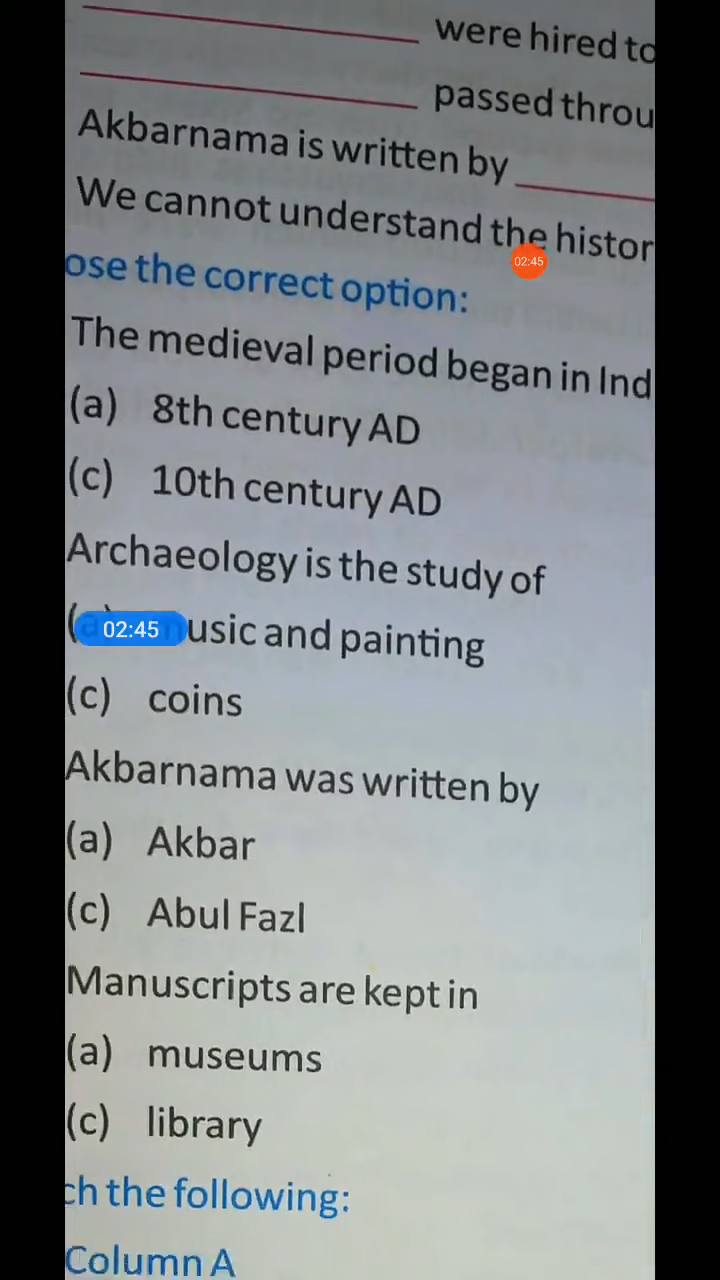 were hired to
passed throu
Akbarnama is written by
We cannot understand the histor
02:45
ose the correct option:
The medieval period began in Ind
(a) 8th century AD
(c) 10th century AD
Archaeology is the study of
02:45 usic and painting
(c) coins
Akbarnama was written by
(a) Akbar
(c) Abul Fazl
Manuscripts are kept in
(a) museums
(c) library
ch the following:
Column A